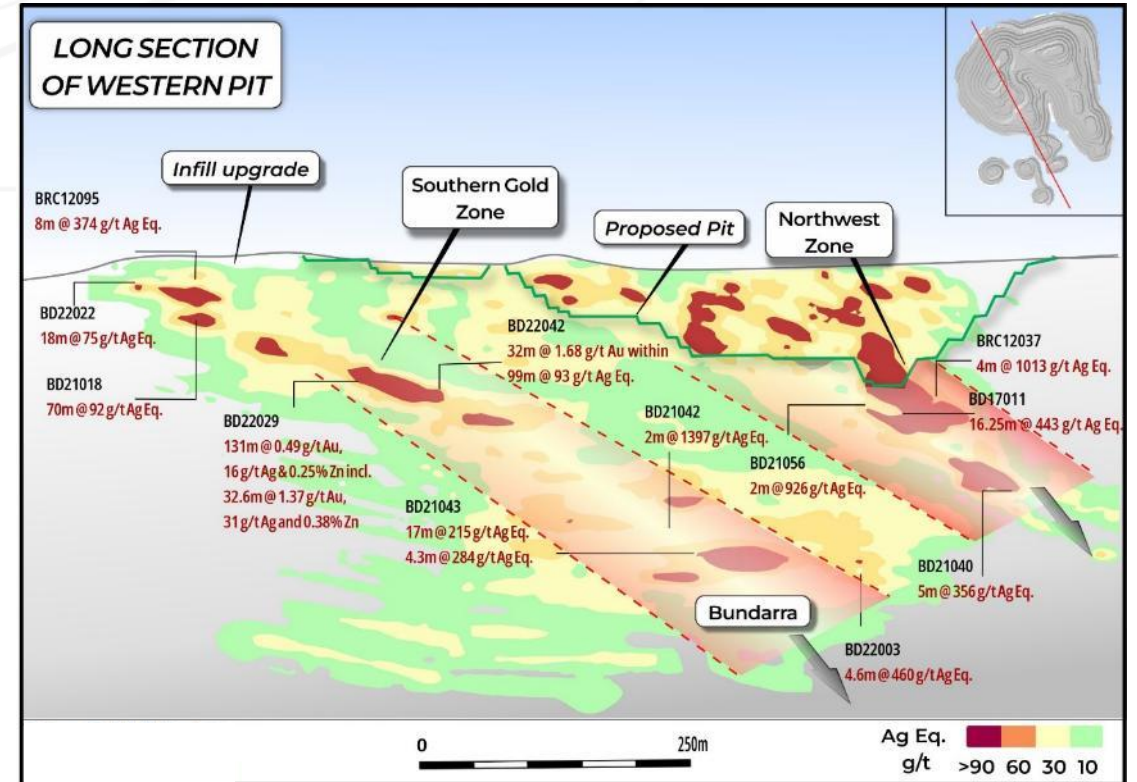 LONG SECTION
OF WESTERN PIT
Infill upgrade
Southern Gold
Zone
Proposed Pit
Northwest
Zone
BRC12095
8m @ 374 g/t Ag Eq.
BD22022
18m @ 75 g/t Ag Eq.
BD21018
70m @ 92 g/t Ag Eq.
BD22029
131m @ 0.49 g/t Au,
16 g/t Ag & 0.25% Zn incl.
32.6m @ 1.37 g/t Au,
31 g/t Ag and 0.38% Zn
BD22042
32m @ 1.68 g/t Au within
99m @ 93 g/t Ag Eq.
BD21042
2m @ 1397 g/t Ag Eq.
BD21056
2m @ 926 g/t Ag Eq.
BRC12037
4m @ 1013 g/t Ag Eq.
BD17011
16.25m @ 443 g/t Ag Eq.
BD21043
17m @ 215 g/t Ag Eq.
4.3m @ 284 g/t Ag Eq.
BD21040
5m @ 356 g/t Ag Eq.
Bundarra
BD22003
4.6m @ 460 g/t Ag Eq.
0 250m
Ag Eq.
g/t >90 60 30 10